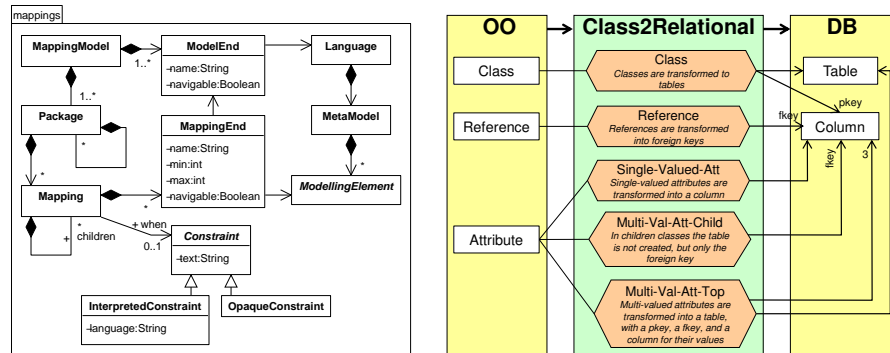 mappings
MappingModel
1..*
1..*
ModelEnd
-name:String
-navigable:Boolean
Language
Package
*
*
MappingEnd
-name:String
-min:int
-max:int
-navigable:Boolean
MetaModel
*
ModellingElement
Mapping
*
*
+
children
+ when
0..1
Constraint
-text:String
InterpretedConstraint
-language:String
OpaqueConstraint
OO
Class2Relational
DB
Class
Class
Classes are transformed to
tables
Table
pkey
Reference
Reference
References are transformed
into foreign keys
fkey
Column
fkey
3
Single-Valued-Att
Single-valued attributes are
transformed into a column
Attribute
Multi-Val-Att-Child
In children classes the table
is not created, but only the
foreign key
Multi-Val-Att-Top
Multi-valued attributes are
transformed into a table,
with a pkey, a fkey, and a
column for their values